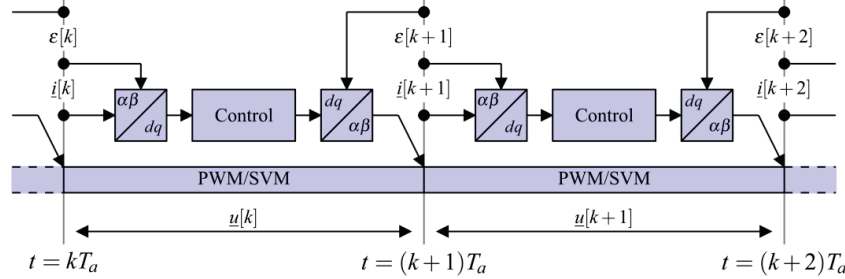 ε[k] ε[k+1] ε[k+2]
i[k] i[k+1] i[k+2]
αβ dq Control dq αβ αβ dq Control dq αβ
PWM/SVM PWM/SVM
u[k] u[k+1]
t = kTₐ t = (k+1)Tₐ t = (k+2)Tₐ